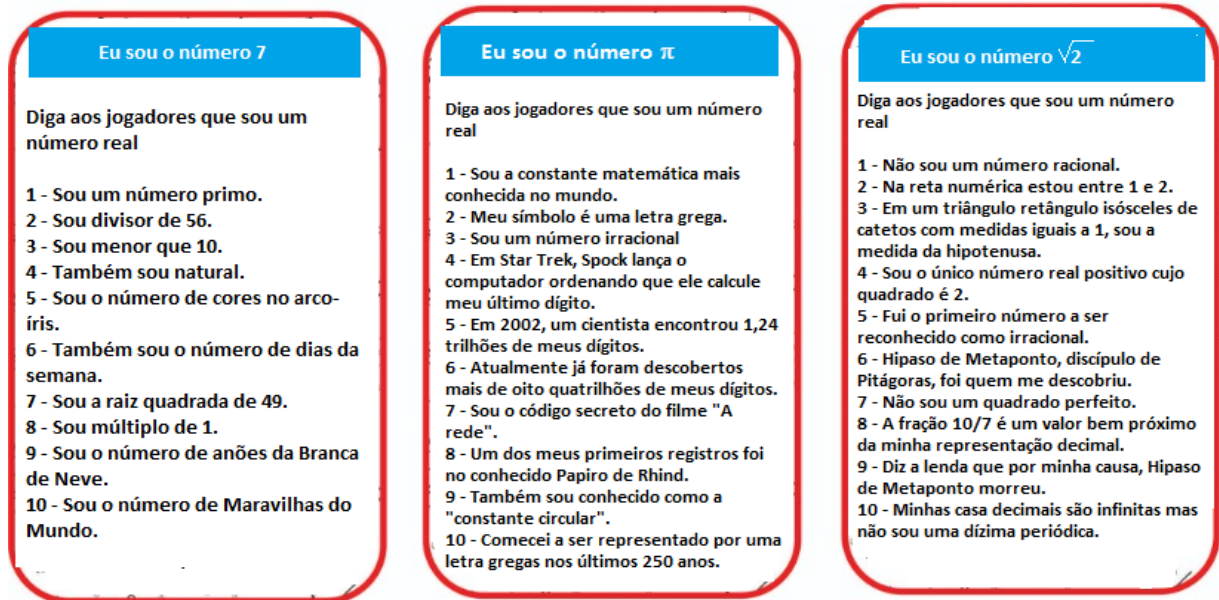 Eu sou o número 7
Diga aos jogadores que sou um
número real
1 - Sou um número primo.
2 - Sou divisor de 56.
3 - Sou menor que 10.
4 - Também sou natural.
5 - Sou o número de cores no arco-
íris.
6 - Também sou o número de dias da
semana.
7 - Sou a raiz quadrada de 49.
8 - Sou múltiplo de 1.
9 - Sou o número de anões da Branca
de Neve.
10 - Sou o número de Maravilhas do
Mundo.
Eu sou o número π
Diga aos jogadores que sou um número
real
1 - Sou a constante matemática mais
conhecida no mundo.
2 - Meu símbolo é uma letra grega.
3 - Sou um número irracional
4 - Em Star Trek, Spock lança o
computador ordenando que ele calcule
meu último dígito.
5 - Em 2002, um cientista encontrou 1,24
trilhões de meus dígitos.
6 - Atualmente já foram descobertos
mais de oito quatrilhões de meus dígitos.
7 - Sou o código secreto do filme "A
rede".
8 - Um dos meus primeiros registros foi
no conhecido Papiro de Rhind.
9 - Também sou conhecido como a
"constante circular".
10 - Comecei a ser representado por uma
letra gregas nos últimos 250 anos.
Eu sou o número √2
Diga aos jogadores que sou um número
real
1 - Não sou um número racional.
2 - Na reta numérica estou entre 1 e 2.
3 - Em um triângulo retângulo isósceles de
catetos com medidas iguais a 1, sou a
medida da hipotenusa.
4 - Sou o único número real positivo cujo
quadrado é 2.
5 - Fui o primeiro número a ser
reconhecido como irracional.
6 - Hipaso de Metaponto, discípulo de
Pitágoras, foi quem me descobriu.
7 - Não sou um quadrado perfeito.
8 - A fração 10/7 é um valor bem próximo
da minha representação decimal.
9 - Diz a lenda que por minha causa, Hipaso
de Metaponto morreu.
10 - Minhas casa decimais são infinitas mas
não sou uma dízima periódica.